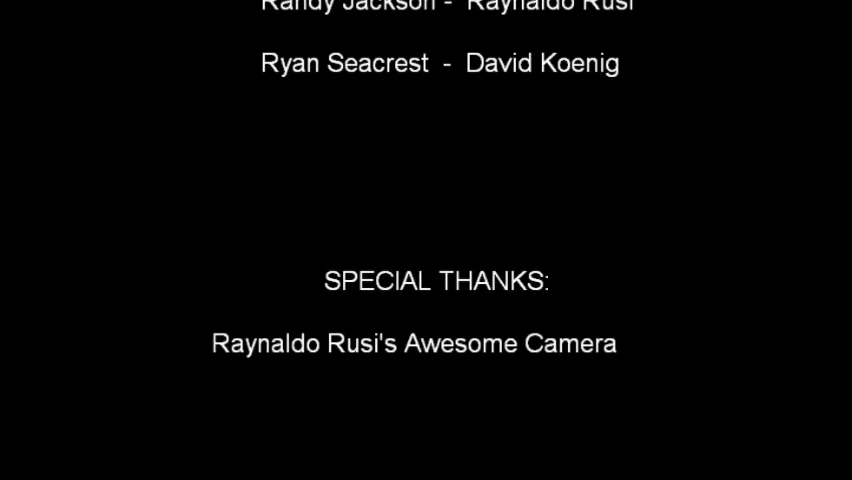 Randy Jackson - Raynaldo Rusi
Ryan Seacrest - David Koenig
SPECIAL THANKS:
Raynaldo Rusi's Awesome Camera